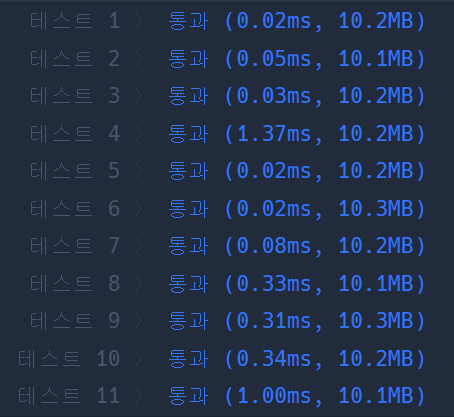 테스트 1 〉 통과 (0.02ms, 10.2MB)
테스트 2 〉 통과 (0.05ms, 10.1MB)
테스트 3 〉 통과 (0.03ms, 10.2MB)
테스트 4 〉 통과 (1.37ms, 10.2MB)
테스트 5 〉 통과 (0.02ms, 10.2MB)
테스트 6 〉 통과 (0.02ms, 10.3MB)
테스트 7 〉 통과 (0.08ms, 10.2MB)
테스트 8 〉 통과 (0.33ms, 10.1MB)
테스트 9 〉 통과 (0.31ms, 10.3MB)
테스트 10 〉 통과 (0.34ms, 10.2MB)
테스트 11 〉 통과 (1.00ms, 10.1MB)